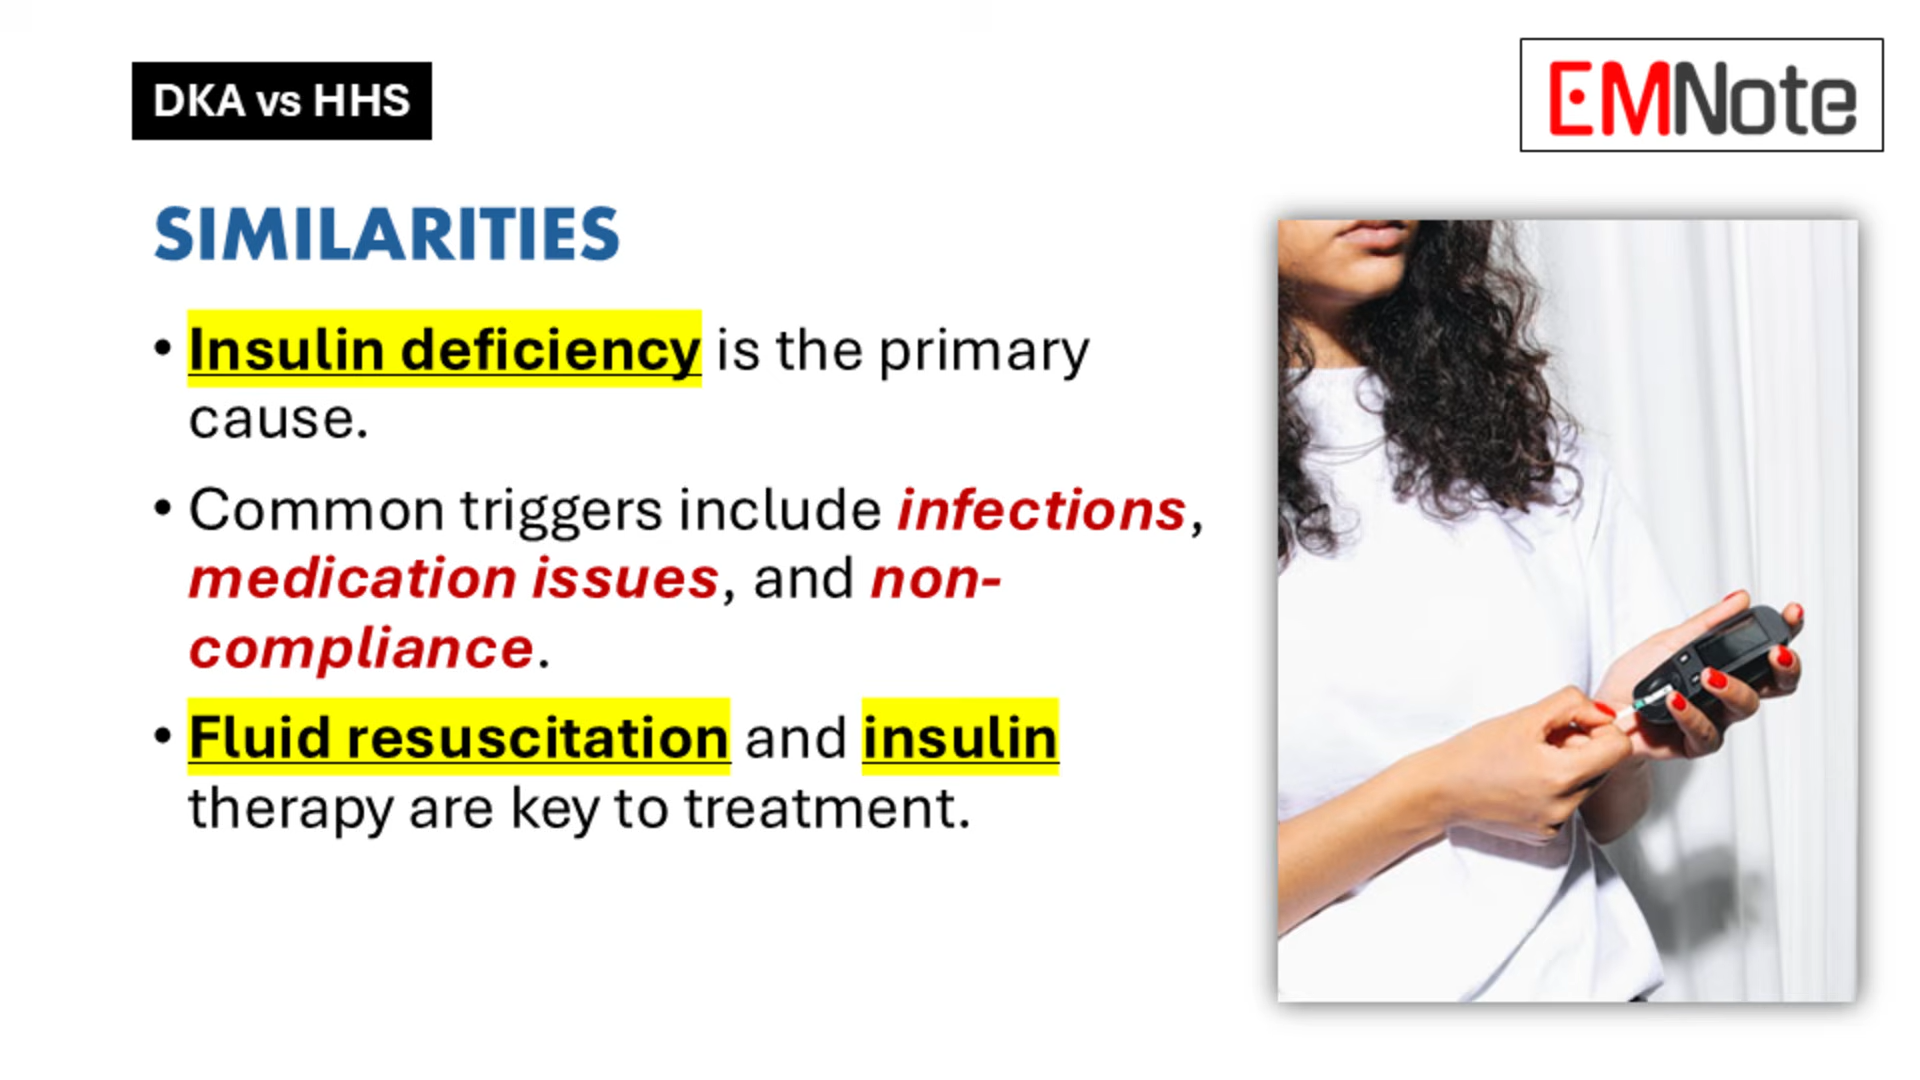 DKA vs HHS
EMNote
SIMILARITIES
• Insulin deficiency is the primary
cause.
• Common triggers include infections,
medication issues, and non-
compliance.
• Fluid resuscitation and insulin
therapy are key to treatment.